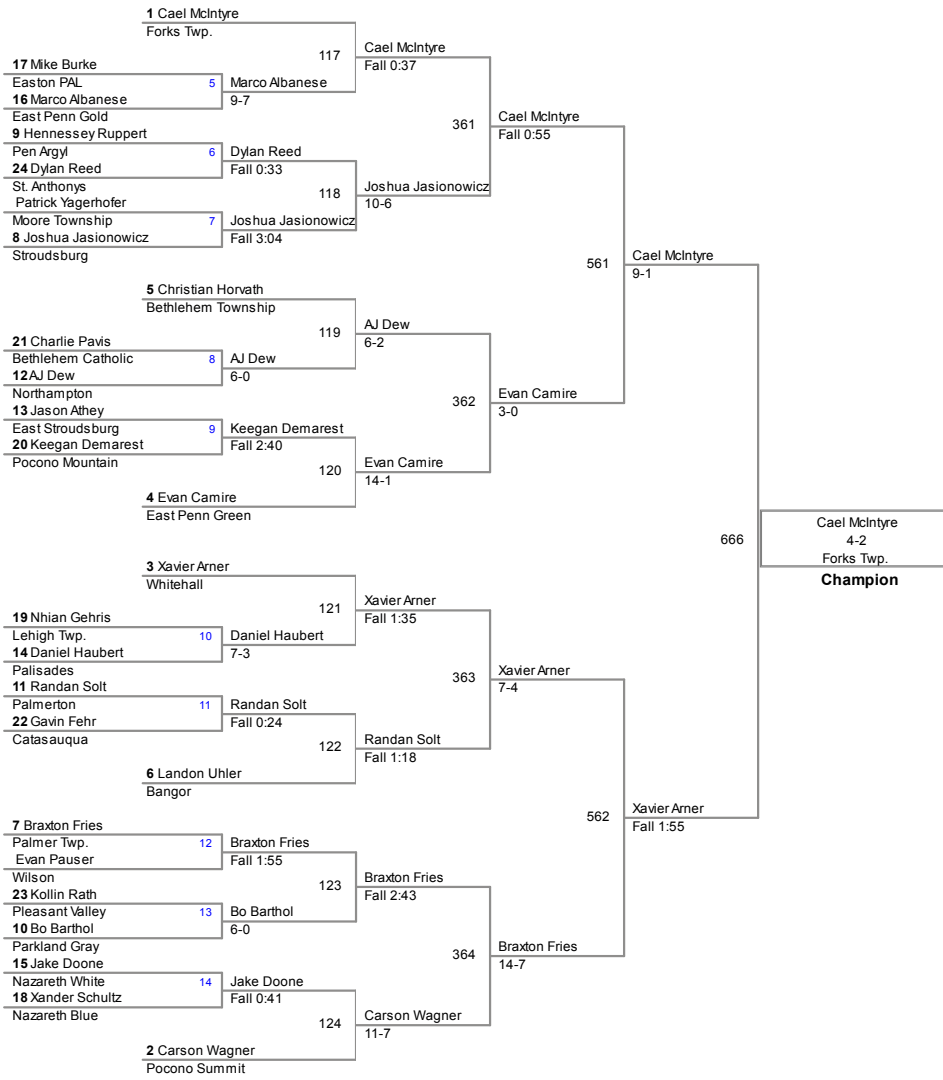 1 Cael McIntyre
Forks Twp.
117
Cael McIntyre
Fall 0:37
17 Mike Burke
Easton PAL
5
Marco Albanese
9-7
16 Marco Albanese
East Penn Gold
361
Cael McIntyre
Fall 0:55
9 Hennessey Ruppert
Pen Argyl
6
Dylan Reed
Fall 0:33
24 Dylan Reed
St. Anthonys
118
Joshua Jasionowicz
10-6
Patrick Yagerhofer
Moore Township
7
Joshua Jasionowicz
Fall 3:04
8 Joshua Jasionowicz
Stroudsburg
561
Cael McIntyre
9-1
5 Christian Horvath
Bethlehem Township
119
AJ Dew
6-2
21 Charlie Pavis
Bethlehem Catholic
8
AJ Dew
6-0
12 AJ Dew
Northampton
362
Evan Camire
3-0
13 Jason Athey
East Stroudsburg
9
Keegan Demarest
Fall 2:40
20 Keegan Demarest
Pocono Mountain
120
Evan Camire
14-1
4 Evan Camire
East Penn Green
666
Cael McIntyre
4-2
Forks Twp.
Champion
3 Xavier Arner
Whitehall
121
Xavier Arner
Fall 1:35
19 Nhian Gehris
Lehigh Twp.
10
Daniel Haubert
7-3
14 Daniel Haubert
Palisades
363
Xavier Arner
7-4
11 Randan Solt
Palmerton
11
Randan Solt
Fall 0:24
22 Gavin Fehr
Catasauqua
122
Randan Solt
Fall 1:18
6 Landon Uhler
Bangor
562
Xavier Arner
Fall 1:55
7 Braxton Fries
Palmer Twp.
12
Braxton Fries
Fall 1:55
Evan Pauser
Wilson
123
Braxton Fries
Fall 2:43
23 Kollin Rath
Pleasant Valley
13
Bo Barthol
6-0
10 Bo Barthol
Parkland Gray
364
Braxton Fries
14-7
15 Jake Doone
Nazareth White
14
Jake Doone
Fall 0:41
18 Xander Schultz
Nazareth Blue
124
Carson Wagner
11-7
2 Carson Wagner
Pocono Summit